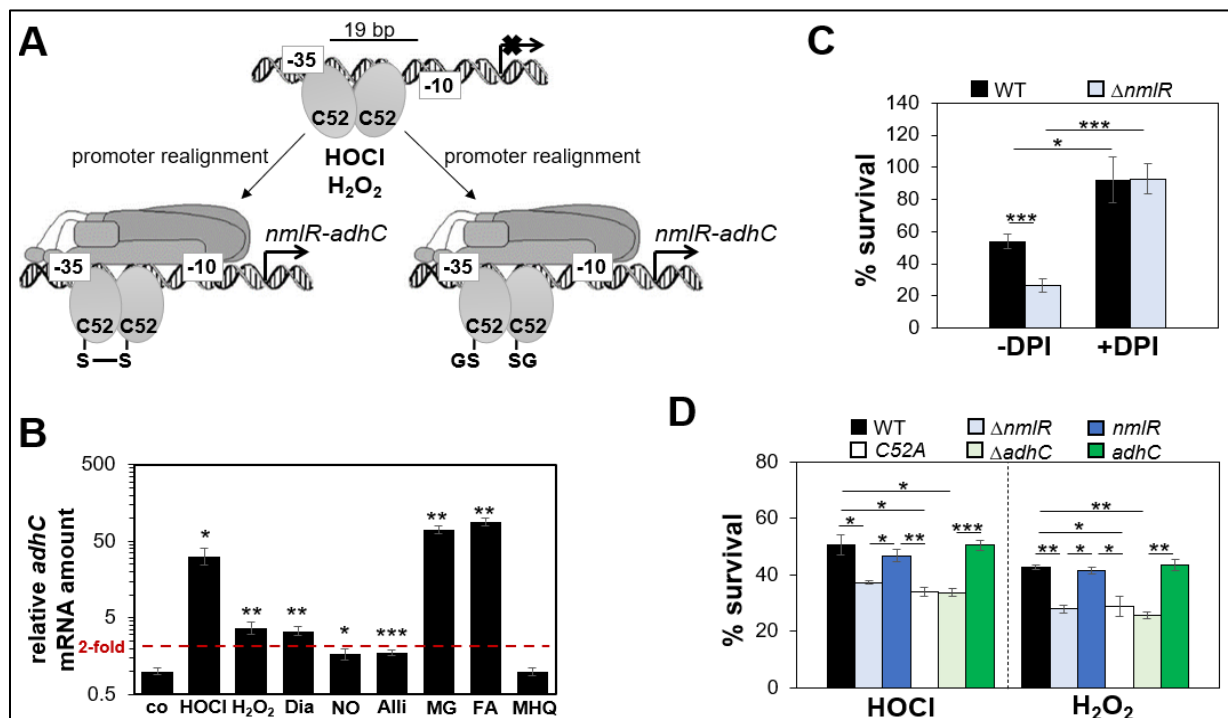 A
19 bp
-35
-10
C52 C52
promoter realignment
HOCl
H₂O₂
promoter realignment
nmlR-adhC
-35
-10
C52 C52
S—S
nmlR-adhC
-35
-10
C52 C52
GS SG
B
relative adhC
mRNA amount
500
50
5
2-fold
0.5
* ** ** * *** ** **
co HOCl H₂O₂ Dia NO Alli MG FA MHQ
C
WT ΔnmlR
% survival
140
120
100
80
60
40
20
0
***
*
***
-DPI +DPI
D
WT ΔnmlR nmlR
C52A ΔadhC adhC
% survival
80
60
40
20
0
*
*
* * ** ***
**
*
** * * **
HOCl H₂O₂